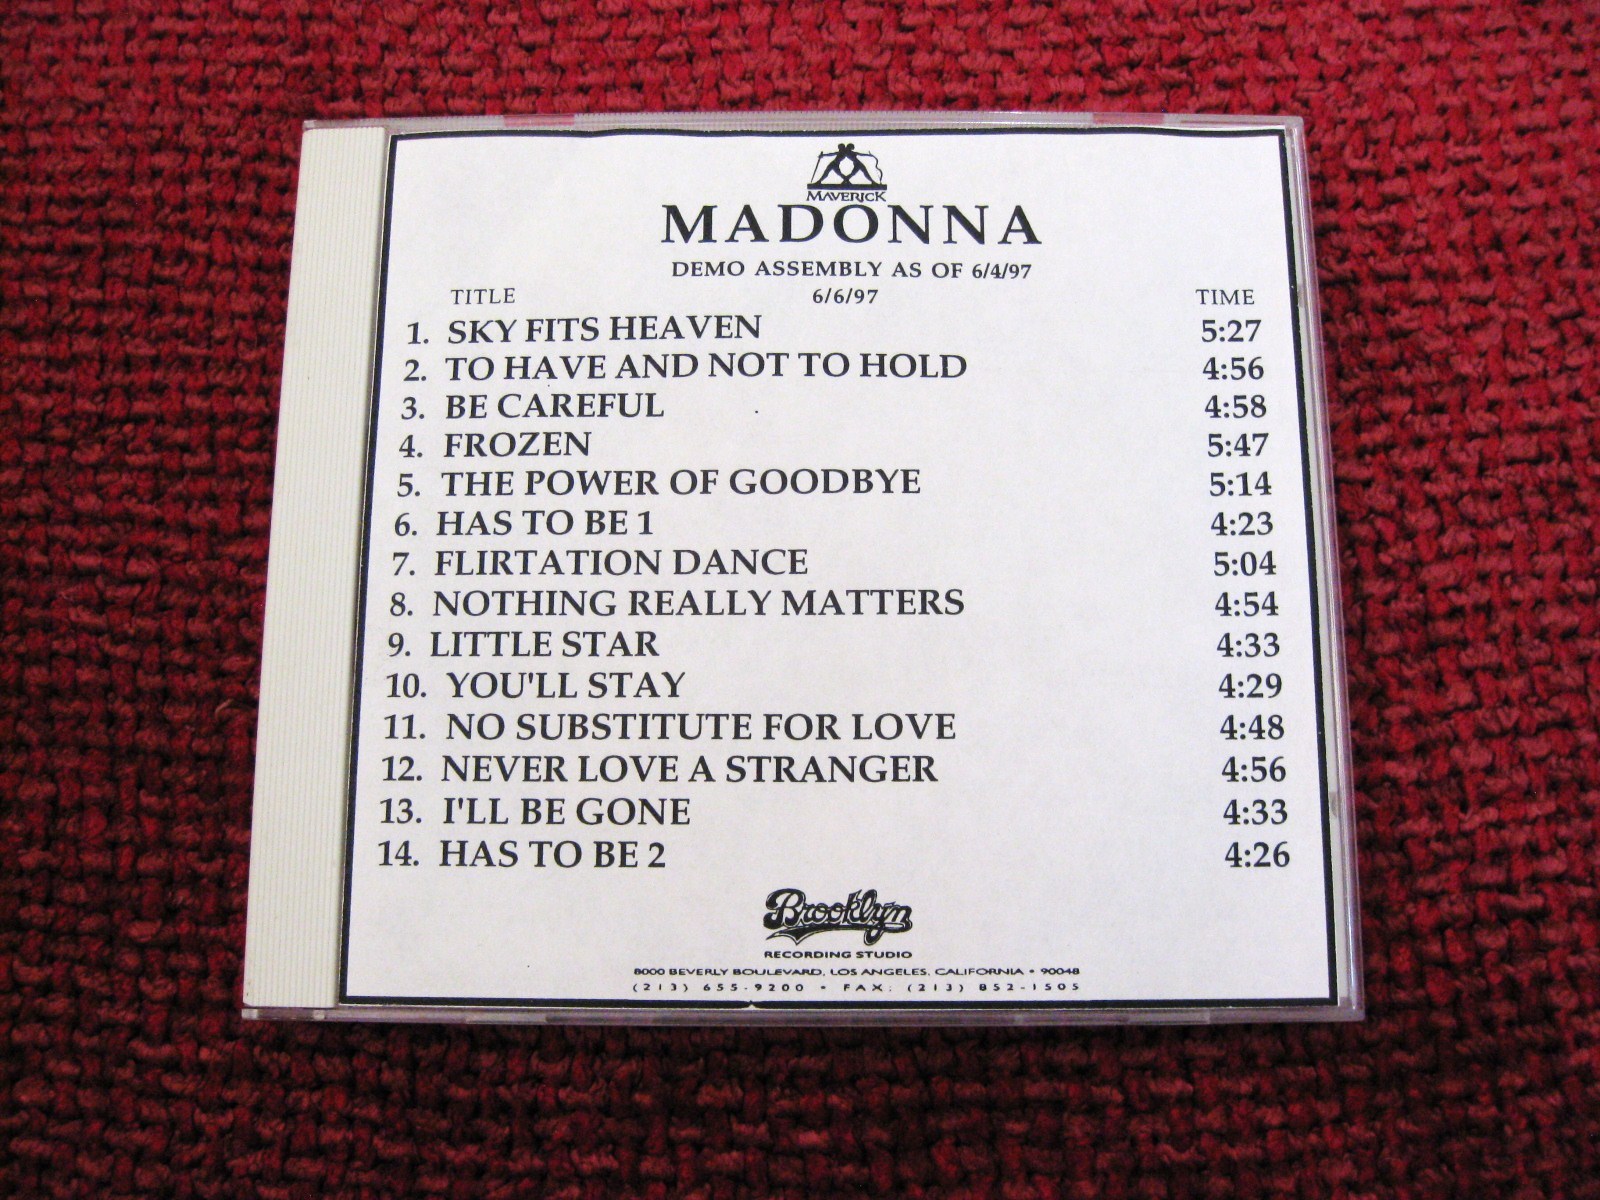 MAVERICK
MADONNA
DEMO ASSEMBLY AS OF 6/4/97
TITLE 6/6/97 TIME
1. SKY FITS HEAVEN 5:27
2. TO HAVE AND NOT TO HOLD 4:56
3. BE CAREFUL 4:58
4. FROZEN 5:47
5. THE POWER OF GOODBYE 5:14
6. HAS TO BE 1 4:23
7. FLIRTATION DANCE 5:04
8. NOTHING REALLY MATTERS 4:54
9. LITTLE STAR 4:33
10. YOU'LL STAY 4:29
11. NO SUBSTITUTE FOR LOVE 4:48
12. NEVER LOVE A STRANGER 4:56
13. I'LL BE GONE 4:33
14. HAS TO BE 2 4:26
Brooklyn
RECORDING STUDIO
8000 BEVERLY BOULEVARD, LOS ANGELES, CALIFORNIA • 90048
(213) 655-9200 • FAX: (213) 852-1505